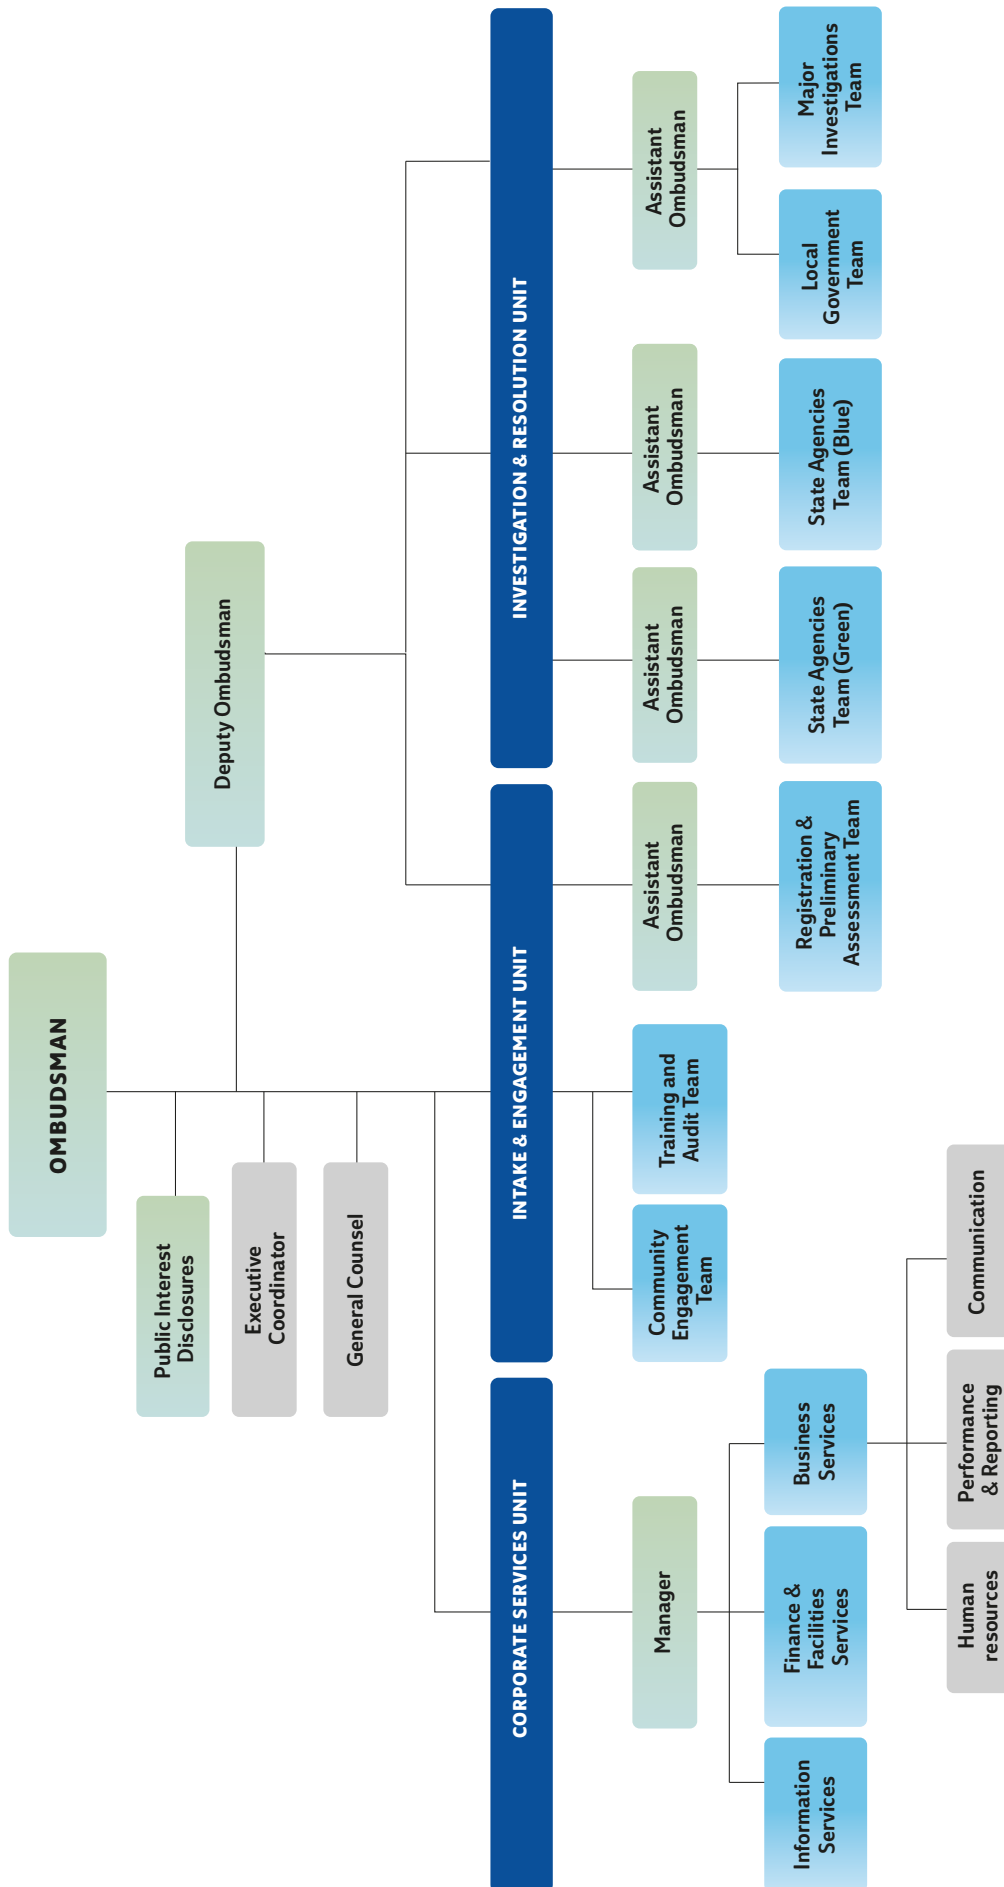 OMBUDSMAN
Public Interest
Disclosures
Executive
Coordinator
General Counsel
Deputy Ombudsman
CORPORATE SERVICES UNIT
INTAKE & ENGAGEMENT UNIT
INVESTIGATION & RESOLUTION UNIT
Manager
Community
Engagement
Team
Training and
Audit Team
Assistant
Ombudsman
Assistant
Ombudsman
Assistant
Ombudsman
Assistant
Ombudsman
Information
Services
Finance &
Facilities
Services
Business
Services
Registration &
Preliminary
Assessment Team
State Agencies
Team (Green)
State Agencies
Team (Blue)
Local
Government
Team
Major
Investigations
Team
Human
resources
Performance
& Reporting
Communication